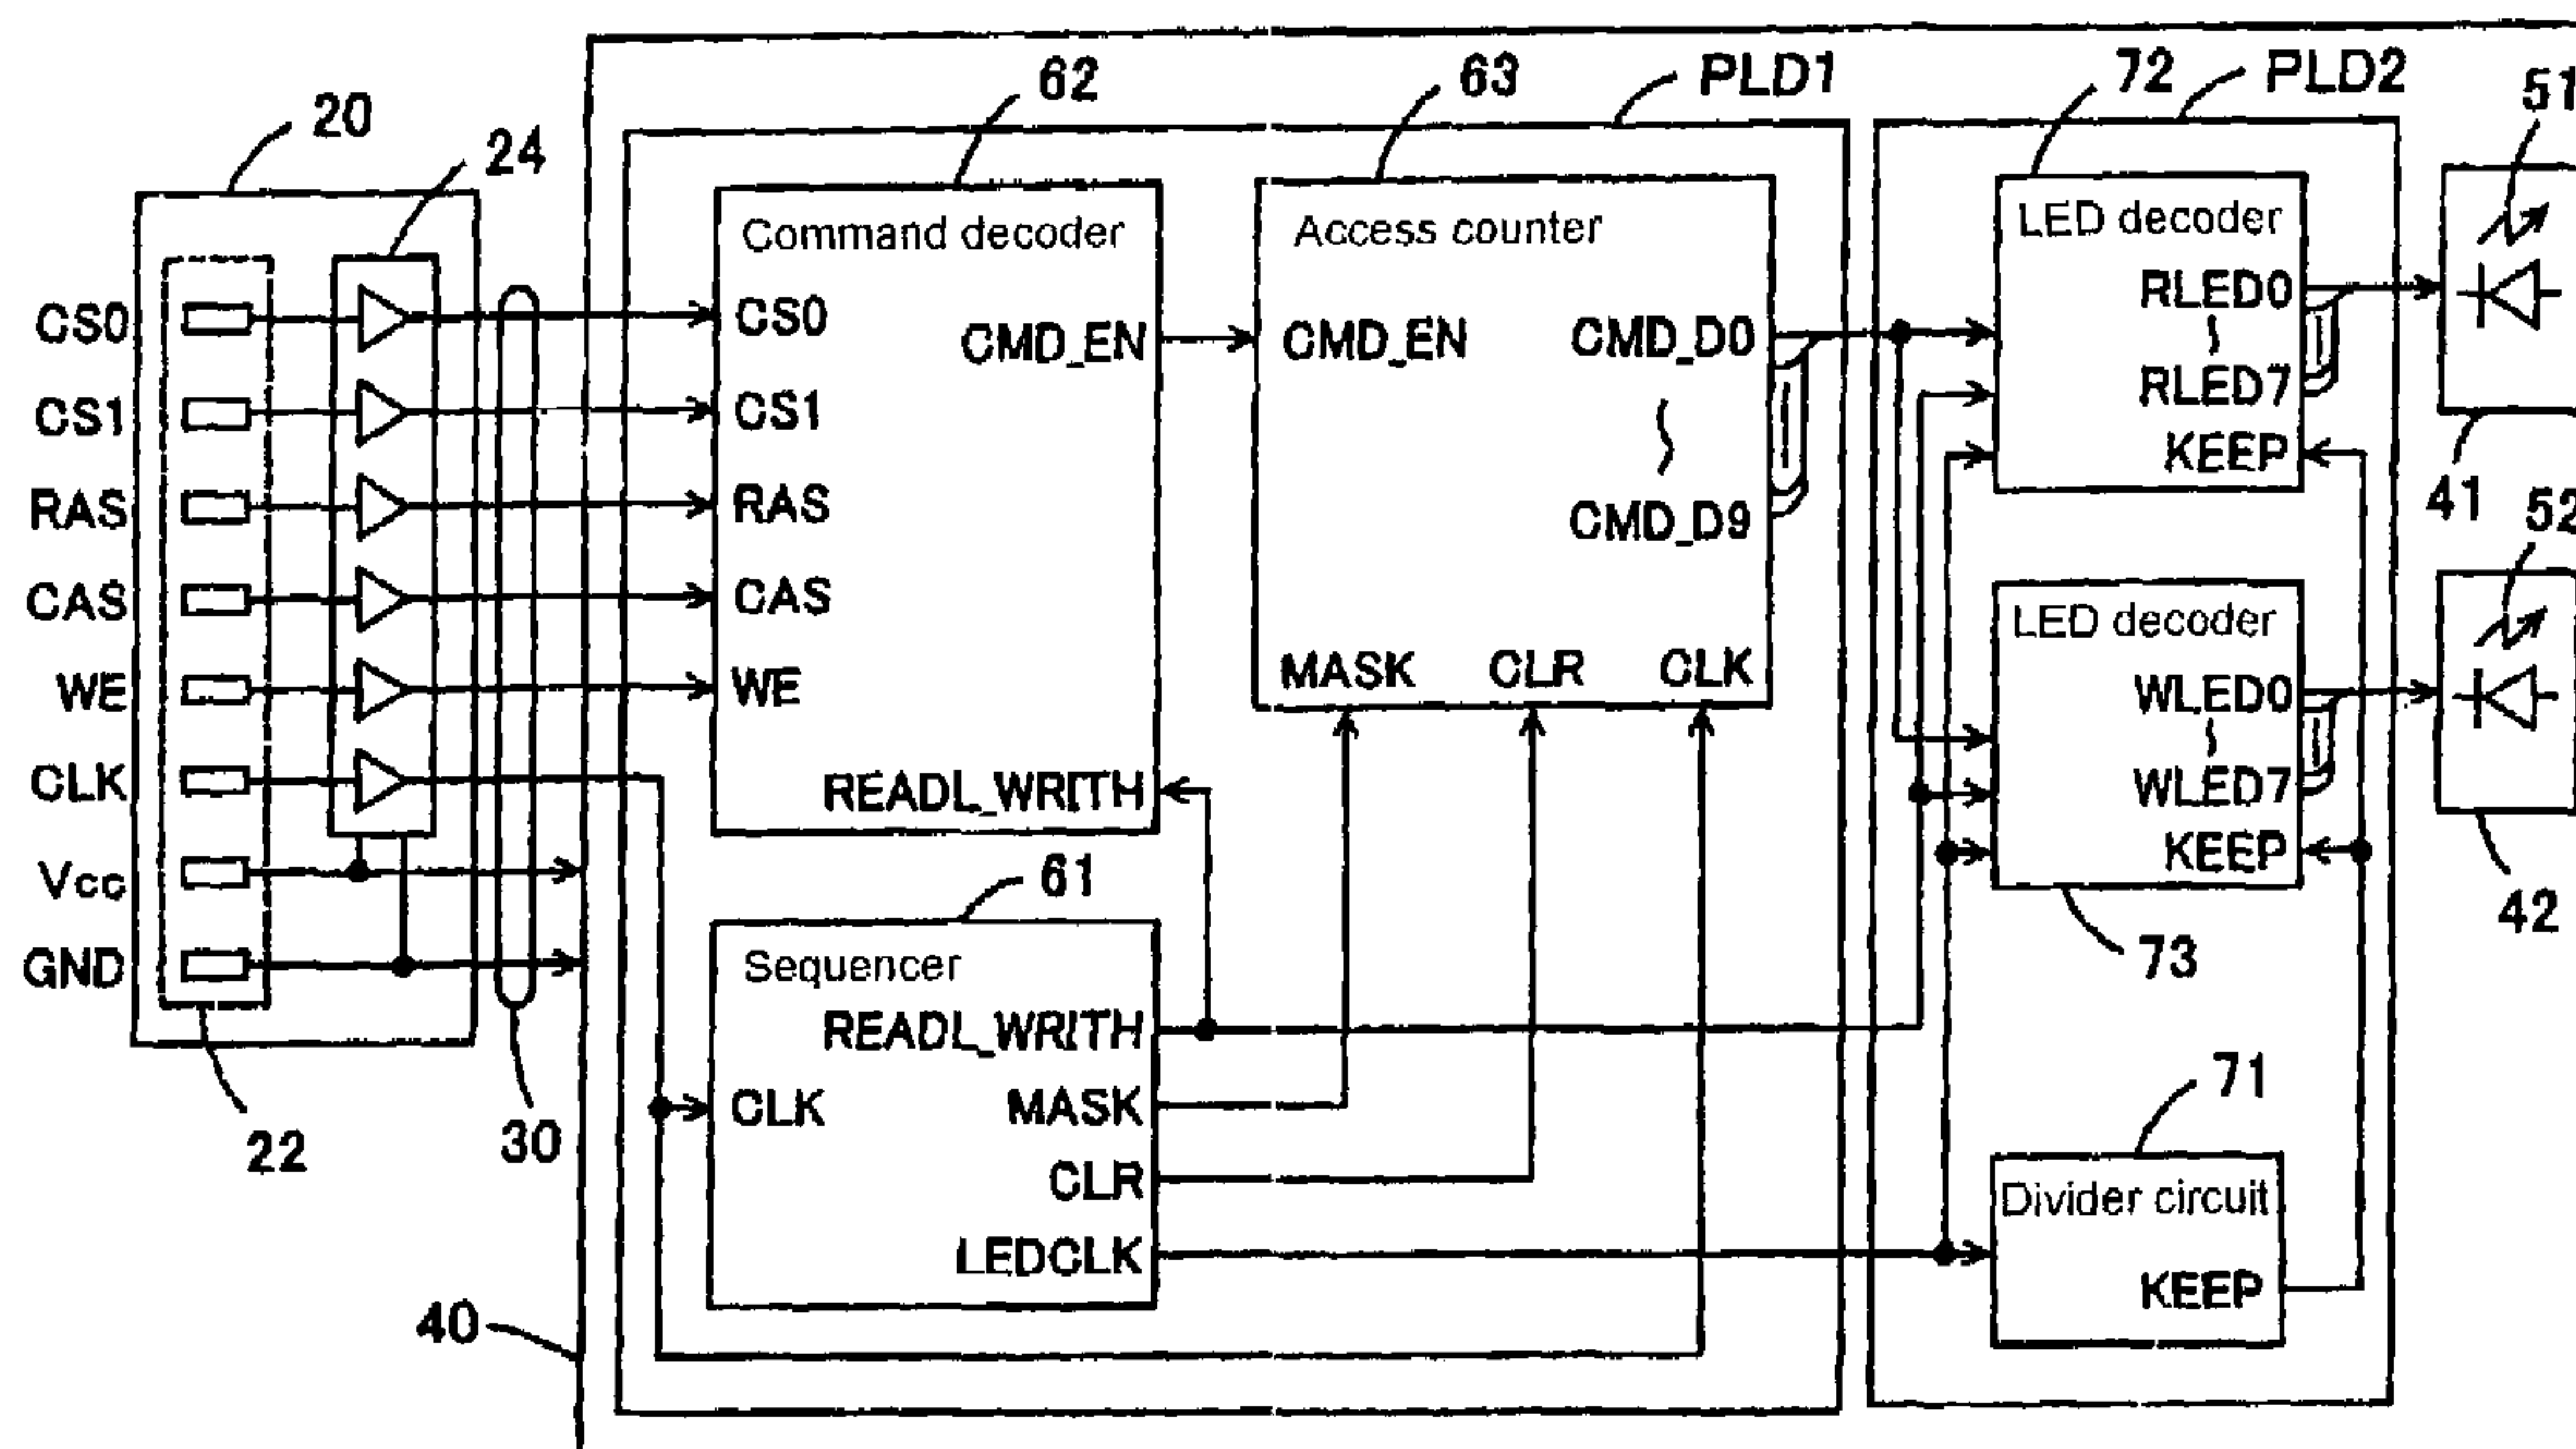 20
24
CS0
CS1
RAS
CAS
WE
CLK
Vcc
GND
22
30
40
PLD1
62
Command decoder
CS0
CMD_EN
CS1
RAS
CAS
WE
READL_WRITH
63
Access counter
CMD_EN
CMD_D0
CMD_D9
MASK
CLR
CLK
61
Sequencer
READL_WRITH
CLK
MASK
CLR
LEDCLK
PLD2
72
LED decoder
RLED0
RLED7
KEEP
LED decoder
WLED0
WLED7
KEEP
73
71
Divider circuit
KEEP
51
41
52
42